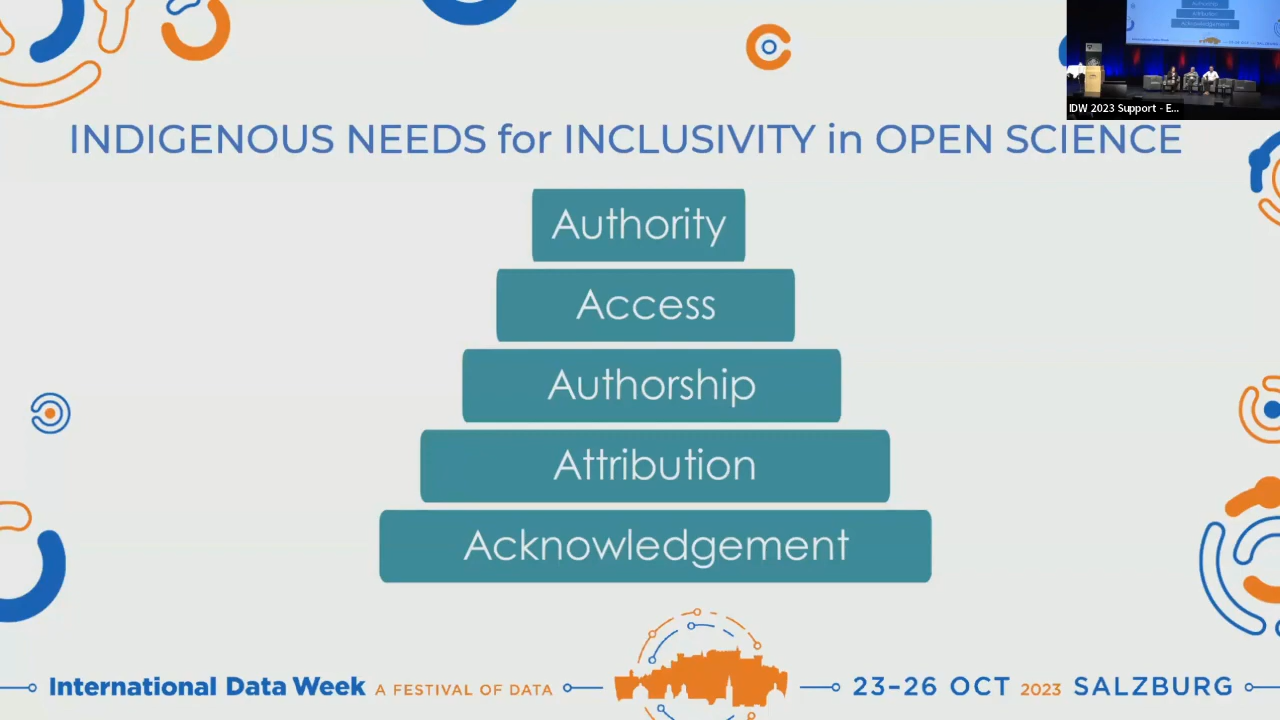 IDW 2023 Support - E...
INDIGENOUS NEEDS for INCLUSIVITY in OPEN SCIENCE
Authority
Access
Authorship
Attribution
Acknowledgement
International Data Week A FESTIVAL OF DATA 23-26 OCT 2023 SALZBURG